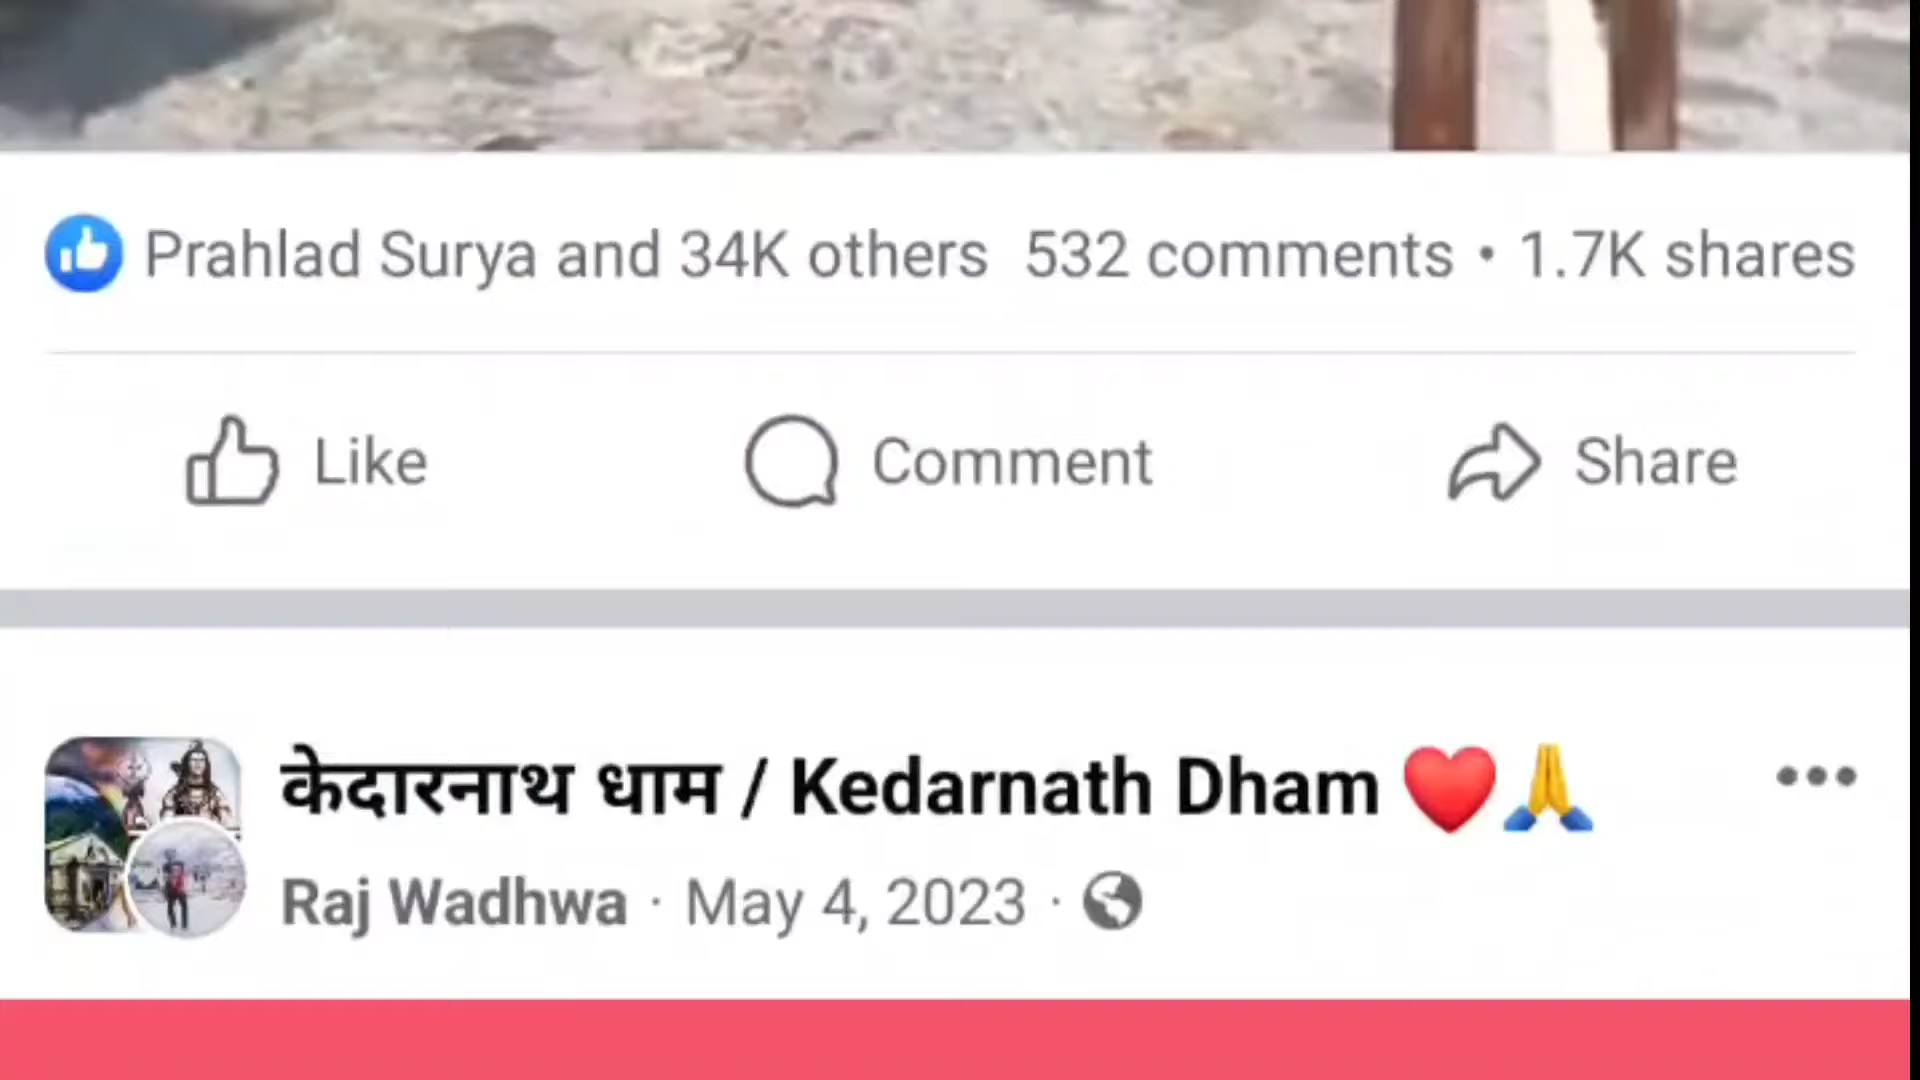 Prahlad Surya and 34K others 532 comments • 1.7K shares
Like Comment Share
केदारनाथ धाम / Kedarnath Dham ❤️🙏
Raj Wadhwa · May 4, 2023 ·